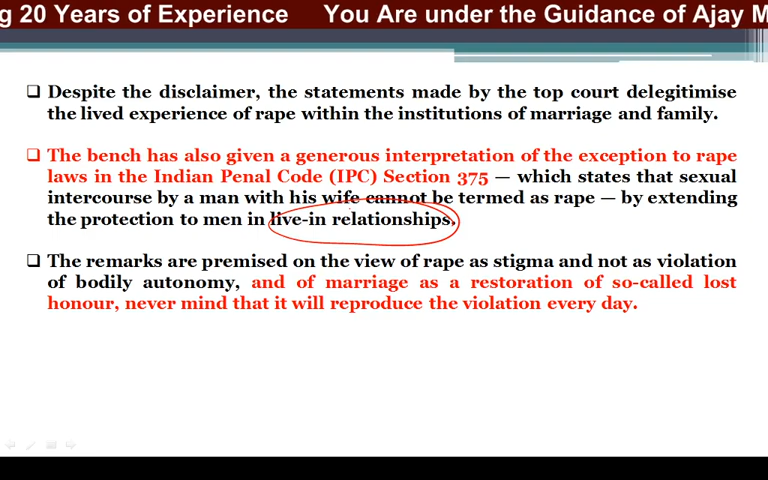 g 20 Years of Experience You Are under the Guidance of Ajay M
Despite the disclaimer, the statements made by the top court delegitimise
the lived experience of rape within the institutions of marriage and family.
The bench has also given a generous interpretation of the exception to rape
laws in the Indian Penal Code (IPC) Section 375 — which states that sexual
intercourse by a man with his wife cannot be termed as rape — by extending
the protection to men in live-in relationships.
The remarks are premised on the view of rape as stigma and not as violation
of bodily autonomy, and of marriage as a restoration of so-called lost
honour, never mind that it will reproduce the violation every day.